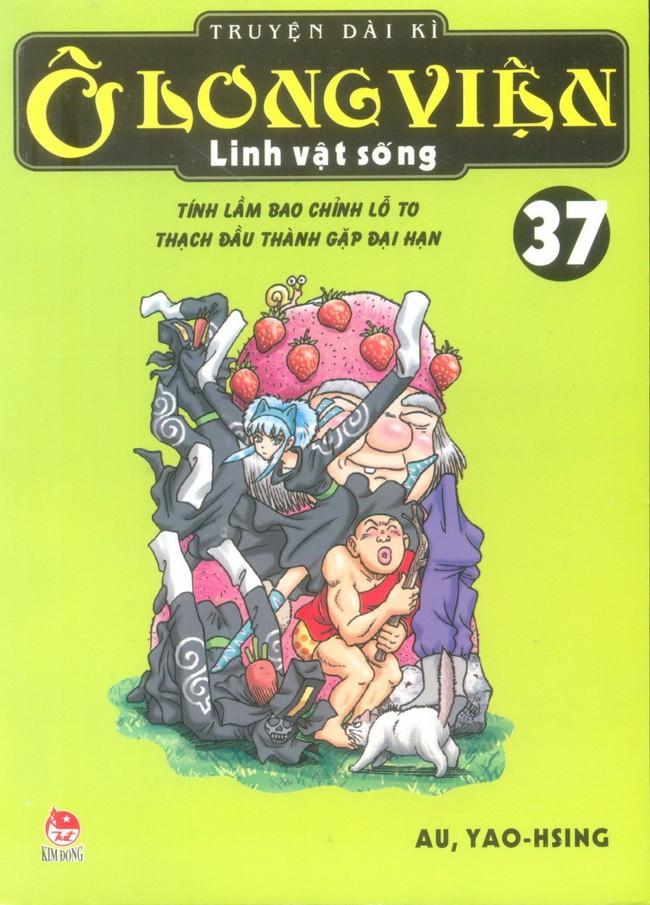 TRUYỆN DÀI KÌ
Ô LONG VIỆN
Linh vật sống
TÍNH LẦM BAO CHỈNH LỖ TO
THẠCH ĐẦU THÀNH GẶP ĐẠI HẠN
37
KIM ĐỒNG
AU, YAO-HSING